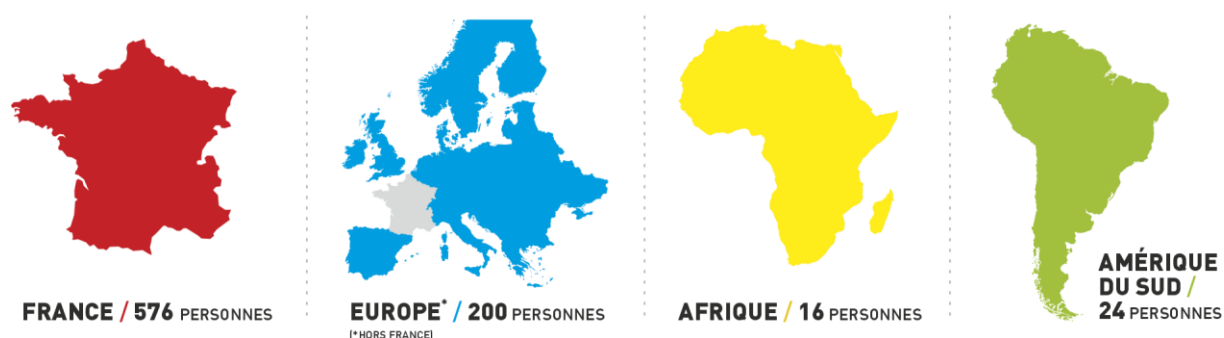 FRANCE / 576 PERSONNES
EUROPE* / 200 PERSONNES
(*HORS FRANCE)
AFRIQUE / 16 PERSONNES
AMÉRIQUE
DU SUD /
24 PERSONNES